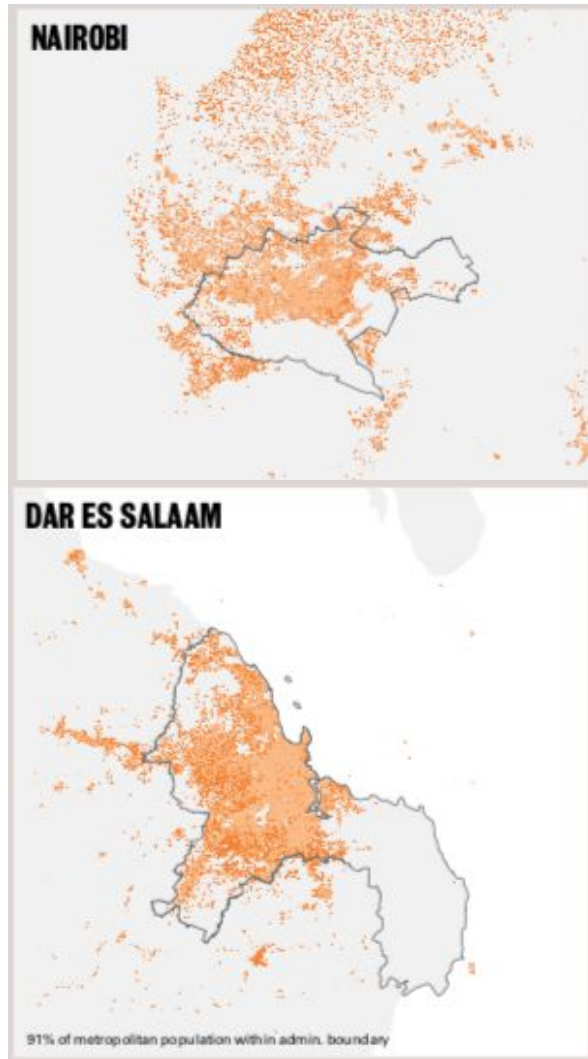 NAIROBI
DAR ES SALAAM
91% of metropolitan population within admin. boundary